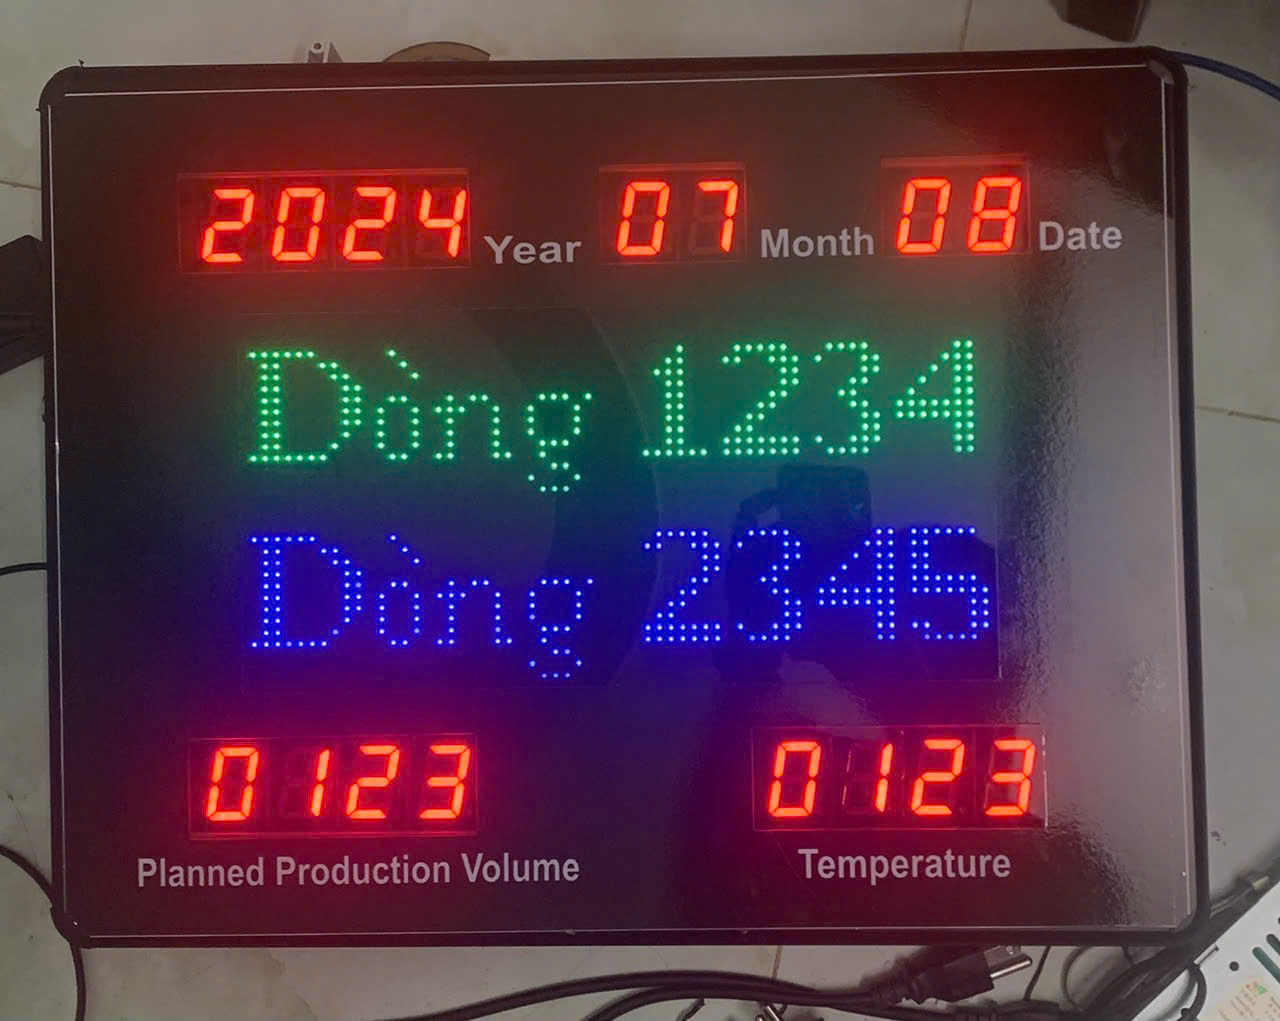 2024 Year 07 Month 08 Date
Dòng 1234
Dòng 2345
0123 0123
Planned Production Volume Temperature